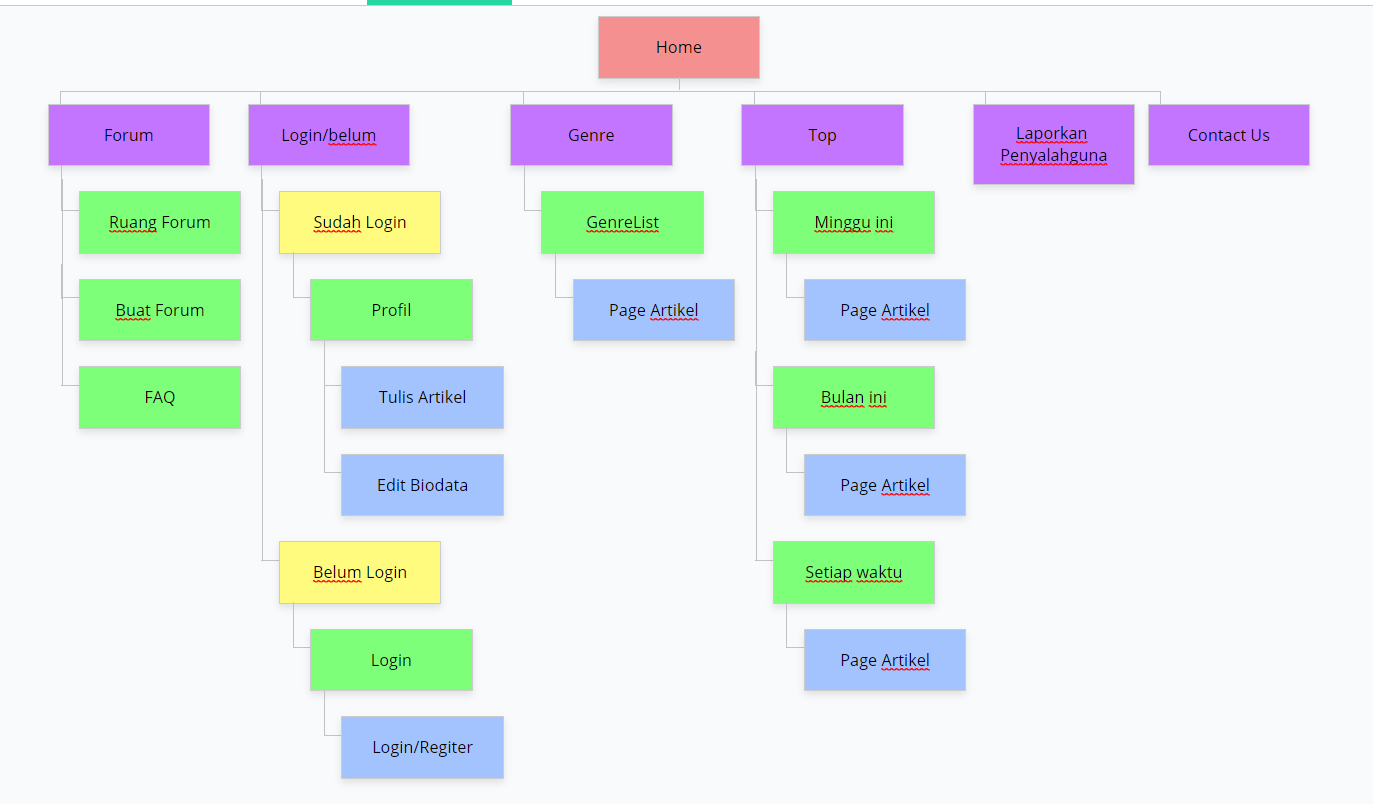 Home
Forum
Login/belum
Genre
Top
Laporkan
Penyalahguna
Contact Us
Ruang Forum
Buat Forum
FAQ
Sudah Login
Profil
Tulis Artikel
Edit Biodata
Belum Login
Login
Login/Regiter
GenreList
Page Artikel
Minggu ini
Page Artikel
Bulan ini
Page Artikel
Setiap waktu
Page Artikel